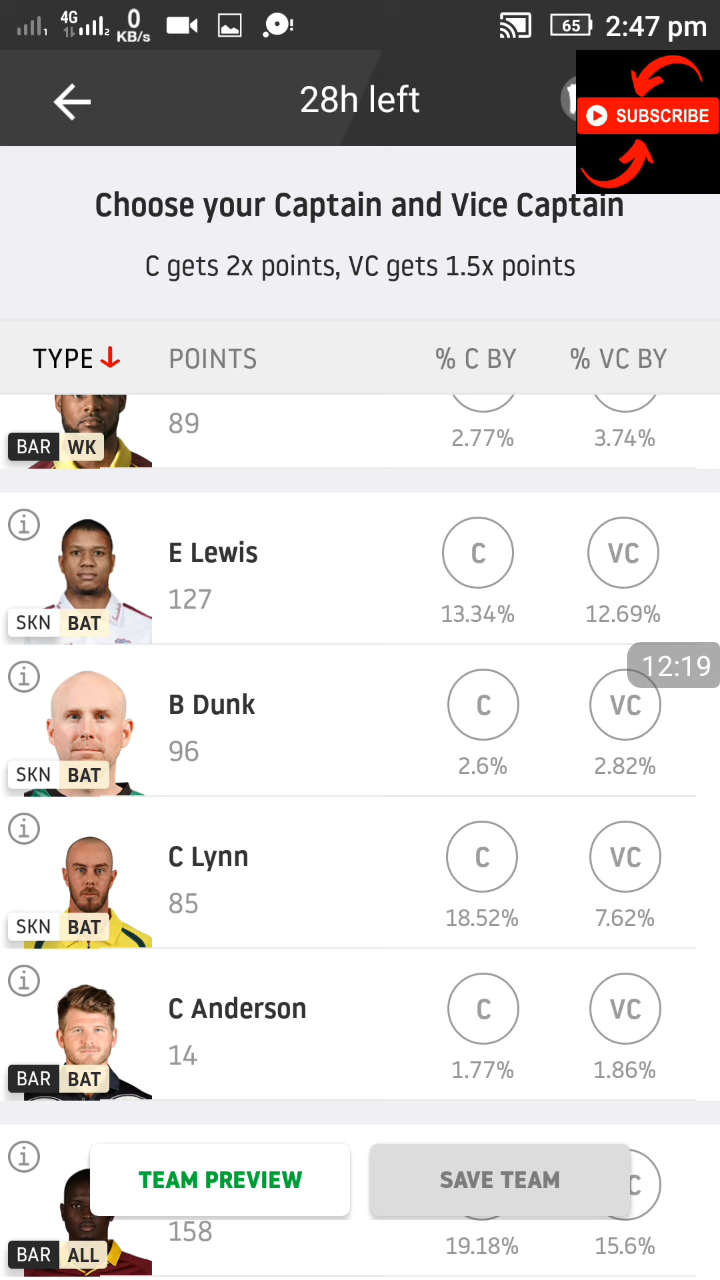 4G 1 2 0 KB/s 65 2:47 pm
28h left
SUBSCRIBE
Choose your Captain and Vice Captain
C gets 2x points, VC gets 1.5x points
TYPE POINTS % C BY % VC BY
89
BAR WK 2.77% 3.74%
E Lewis C VC
127
SKN BAT 13.34% 12.69%
12:19
B Dunk C VC
96
SKN BAT 2.6% 2.82%
C Lynn C VC
85
SKN BAT 18.52% 7.62%
C Anderson C VC
14
BAR BAT 1.77% 1.86%
TEAM PREVIEW SAVE TEAM C
158
BAR ALL 19.18% 15.6%